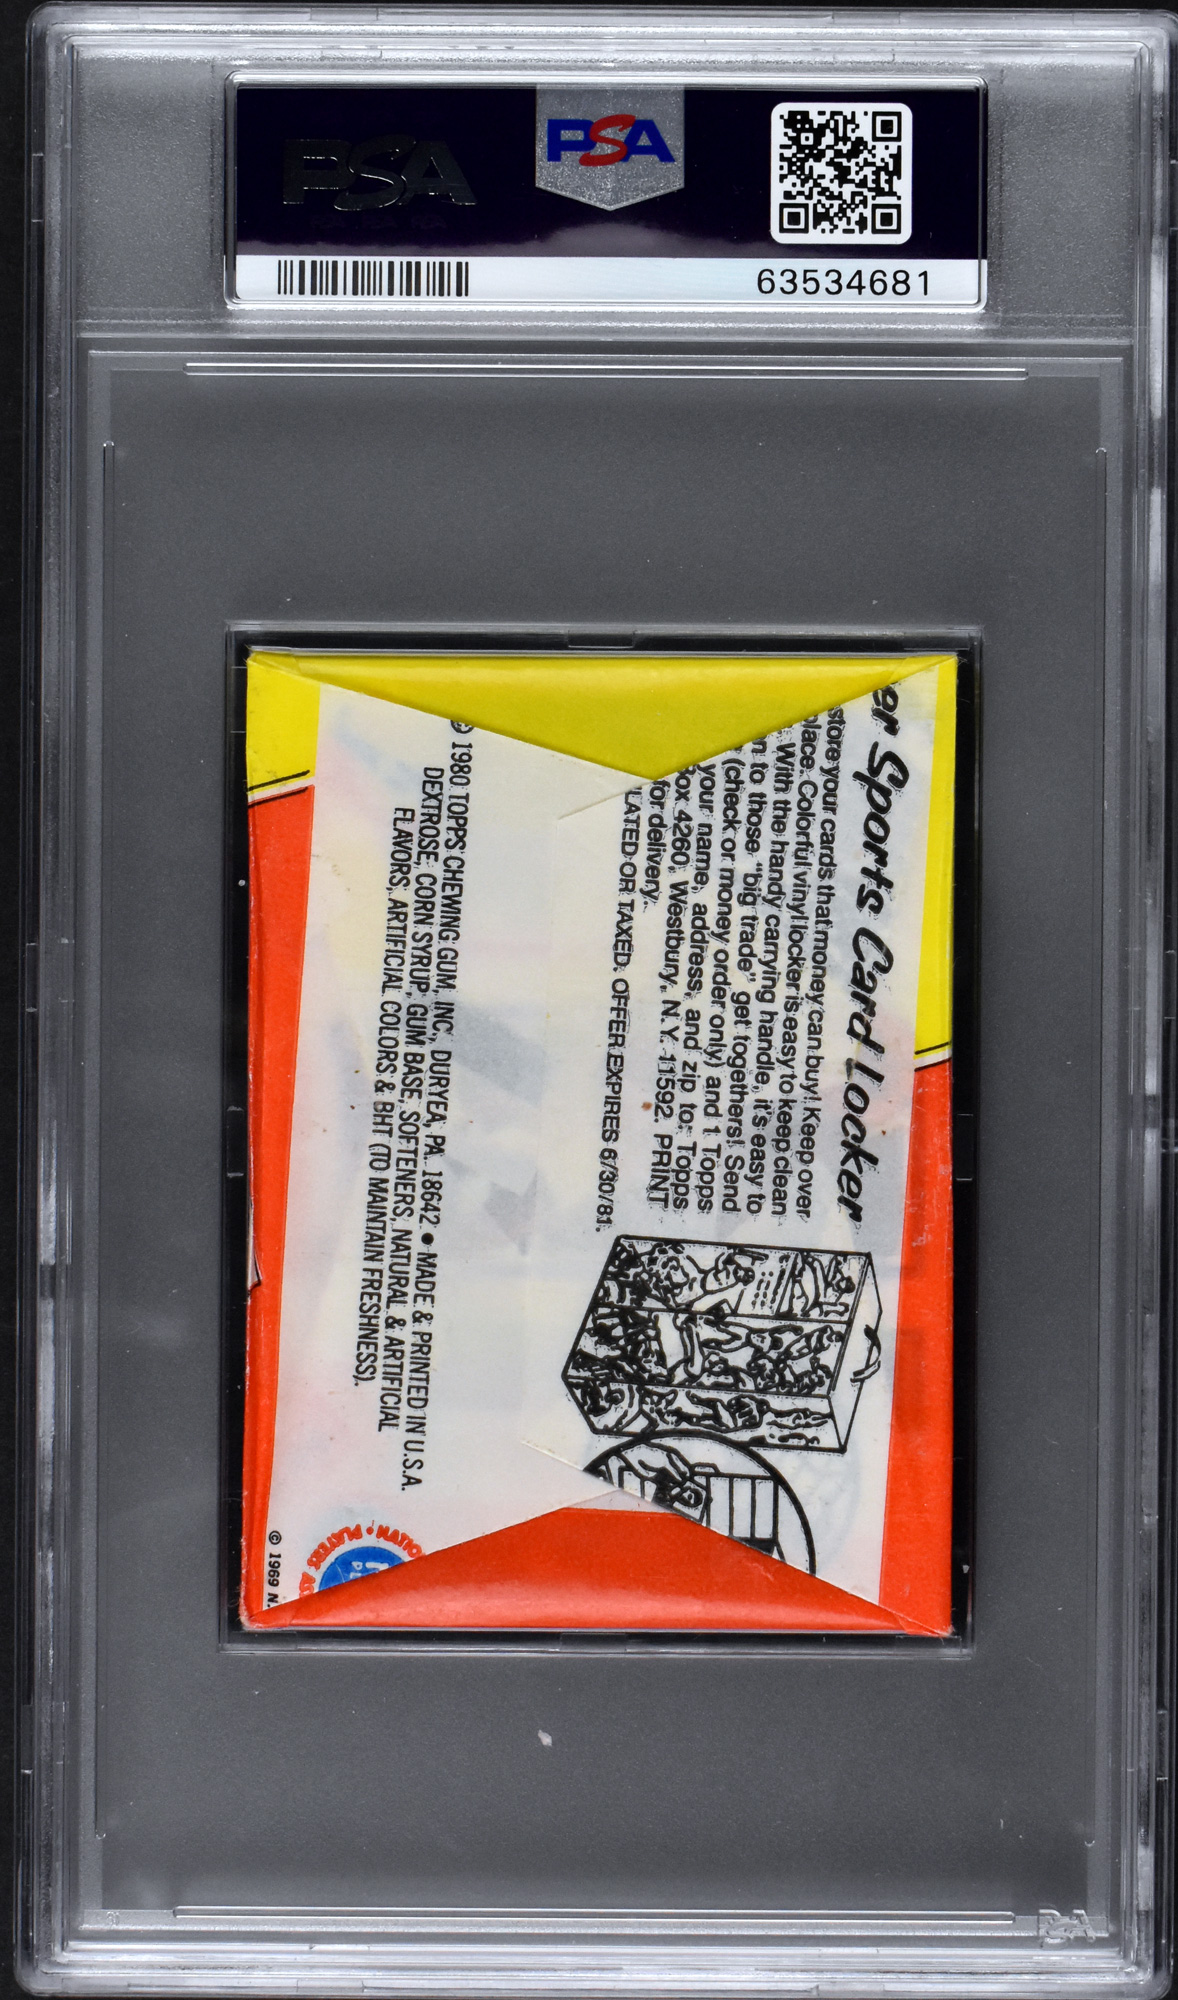 PSA
PSA
63534681
er Sports Card Locker
store your cards that money can buy! Keep over
place. Colorful vinyl locker is easy to keep clean
With the handy carrying handle, it's easy to
n to those "big trade" get togethers! Send
(check or money order only) and 1 Topps
your name, address, and zip to: Topps
Box 4260, Westbury, N.Y. 11592. PRINT
for delivery.
LATED OR TAXED. OFFER EXPIRES 6/30/81.
© 1980 TOPPS CHEWING GUM, INC., DURYEA, PA. 18642 • MADE & PRINTED IN U.S.A.
DEXTROSE, CORN SYRUP, GUM BASE, SOFTENERS, NATURAL & ARTIFICIAL
FLAVORS, ARTIFICIAL COLORS & BHT (TO MAINTAIN FRESHNESS).
PLAYERS
© 1969 N.
PSA